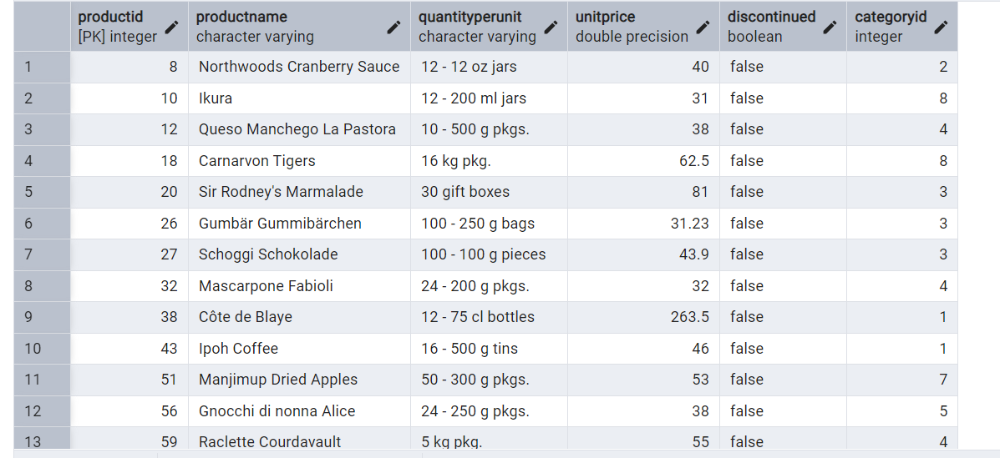 productid productname quantityperunit unitprice discontinued categoryid
[PK] integer character varying character varying double precision boolean integer
1 8 Northwoods Cranberry Sauce 12 - 12 oz jars 40 false 2
2 10 Ikura 12 - 200 ml jars 31 false 8
3 12 Queso Manchego La Pastora 10 - 500 g pkgs. 38 false 4
4 18 Carnarvon Tigers 16 kg pkg. 62.5 false 8
5 20 Sir Rodney's Marmalade 30 gift boxes 81 false 3
6 26 Gumbär Gummibärchen 100 - 250 g bags 31.23 false 3
7 27 Schoggi Schokolade 100 - 100 g pieces 43.9 false 3
8 32 Mascarpone Fabioli 24 - 200 g pkgs. 32 false 4
9 38 Côte de Blaye 12 - 75 cl bottles 263.5 false 1
10 43 Ipoh Coffee 16 - 500 g tins 46 false 1
11 51 Manjimup Dried Apples 50 - 300 g pkgs. 53 false 7
12 56 Gnocchi di nonna Alice 24 - 250 g pkgs. 38 false 5
13 59 Raclette Courdavault 5 kg pkg. 55 false 4